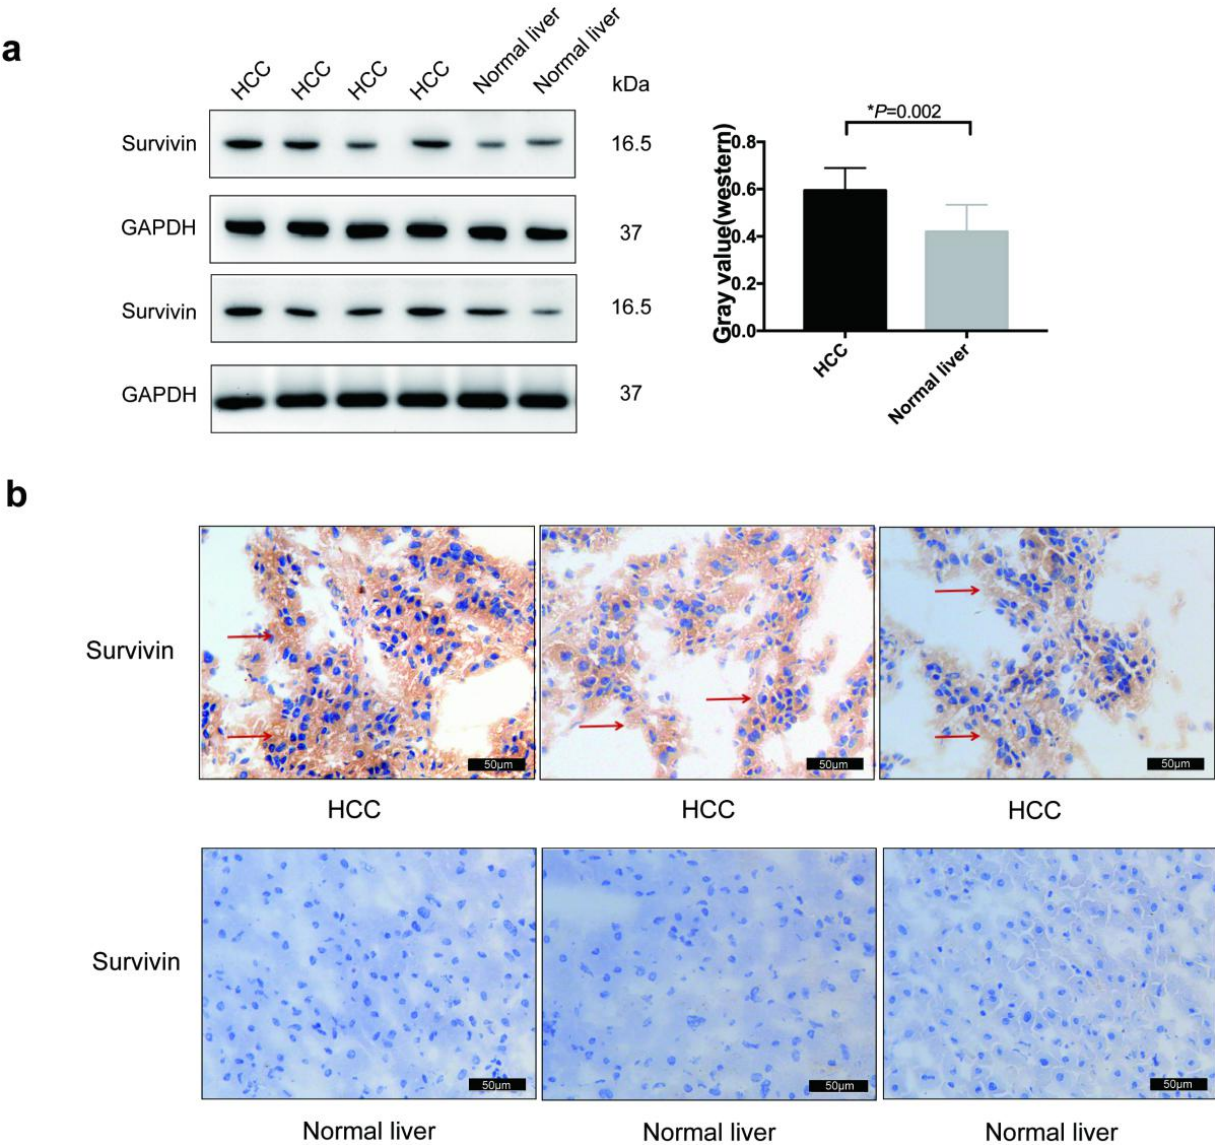 a
HCC HCC HCC HCC Normal liver Normal liver
kDa
Survivin 16.5
GAPDH 37
Survivin 16.5
GAPDH 37
*P=0.002
Gray value(western)
0.8
0.6
0.4
0.2
0.0
HCC Normal liver
b
Survivin
50μm 50μm 50μm
HCC HCC HCC
Survivin
50μm 50μm 50μm
Normal liver Normal liver Normal liver